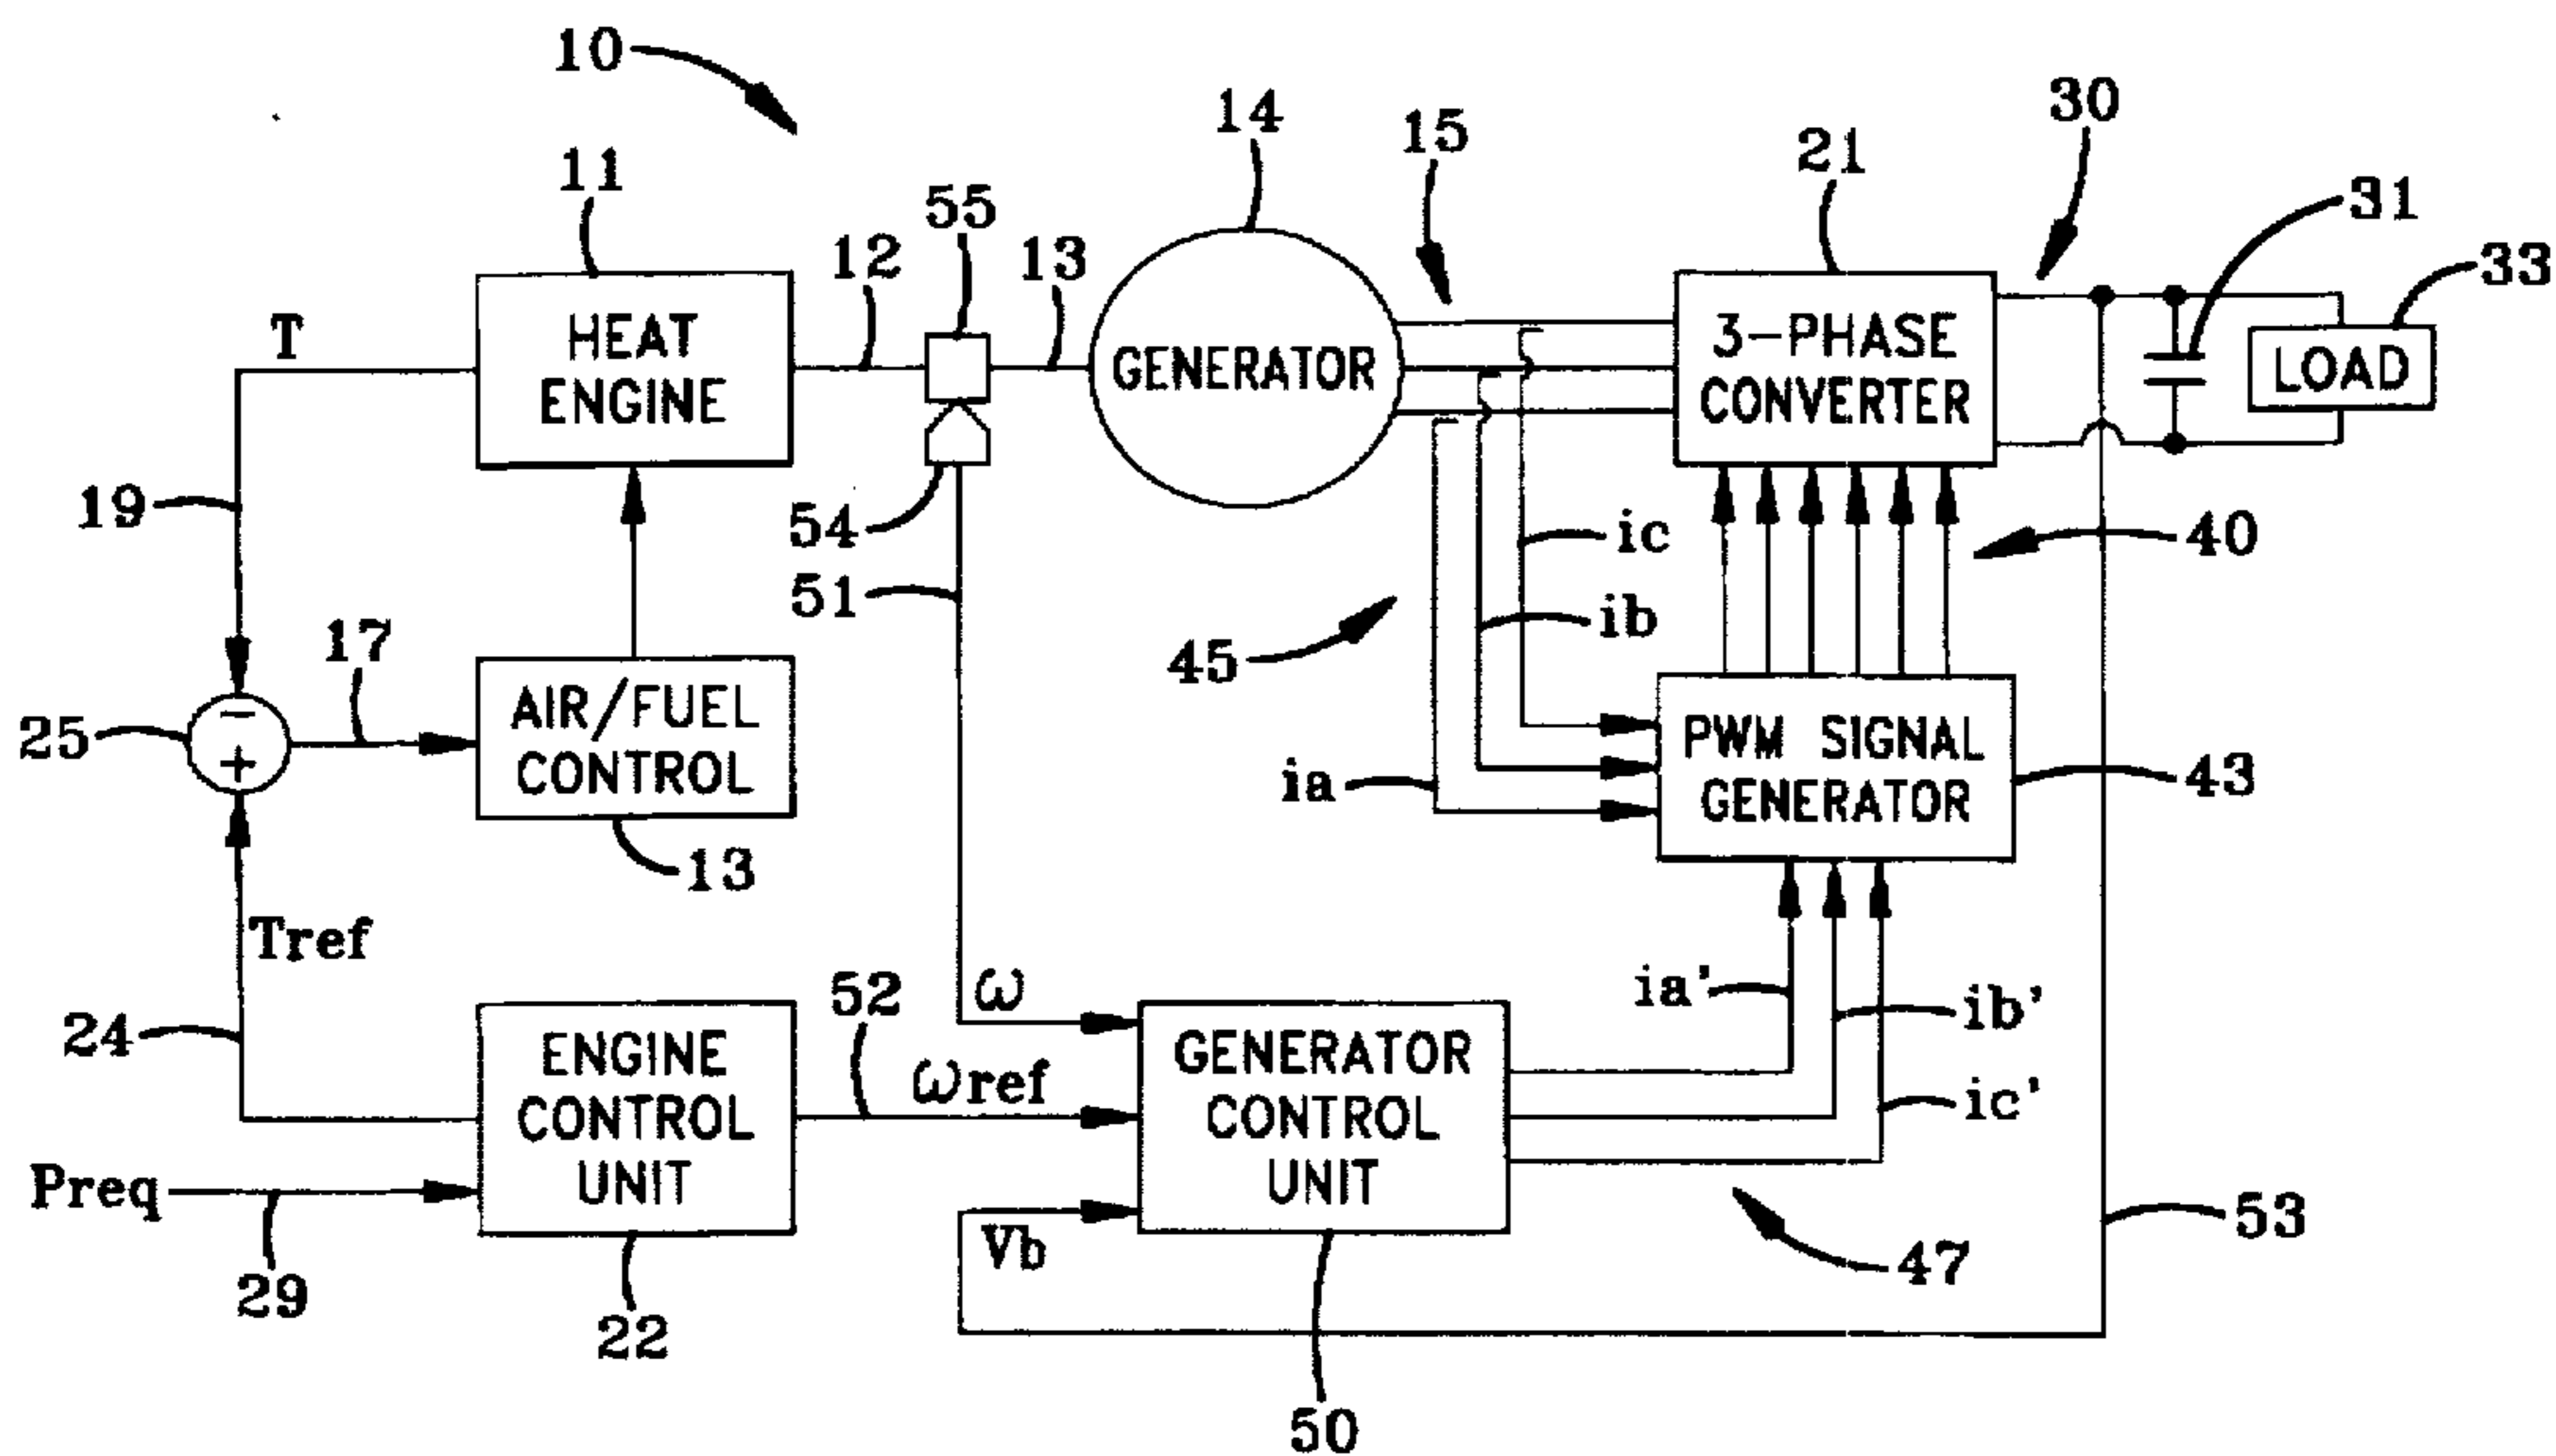 10
14
15
30
21
11
31
55
12
13
33
T
HEAT
ENGINE
GENERATOR
3-PHASE
CONVERTER
LOAD
19
54
ic
40
51
ib
17
45
25
−
+
AIR/FUEL
CONTROL
ia
PWM SIGNAL
GENERATOR
43
13
Tref
24
52
ω
ia'
ib'
ENGINE
CONTROL
UNIT
ωref
GENERATOR
CONTROL
UNIT
ic'
Preq
Vb
53
29
47
22
50